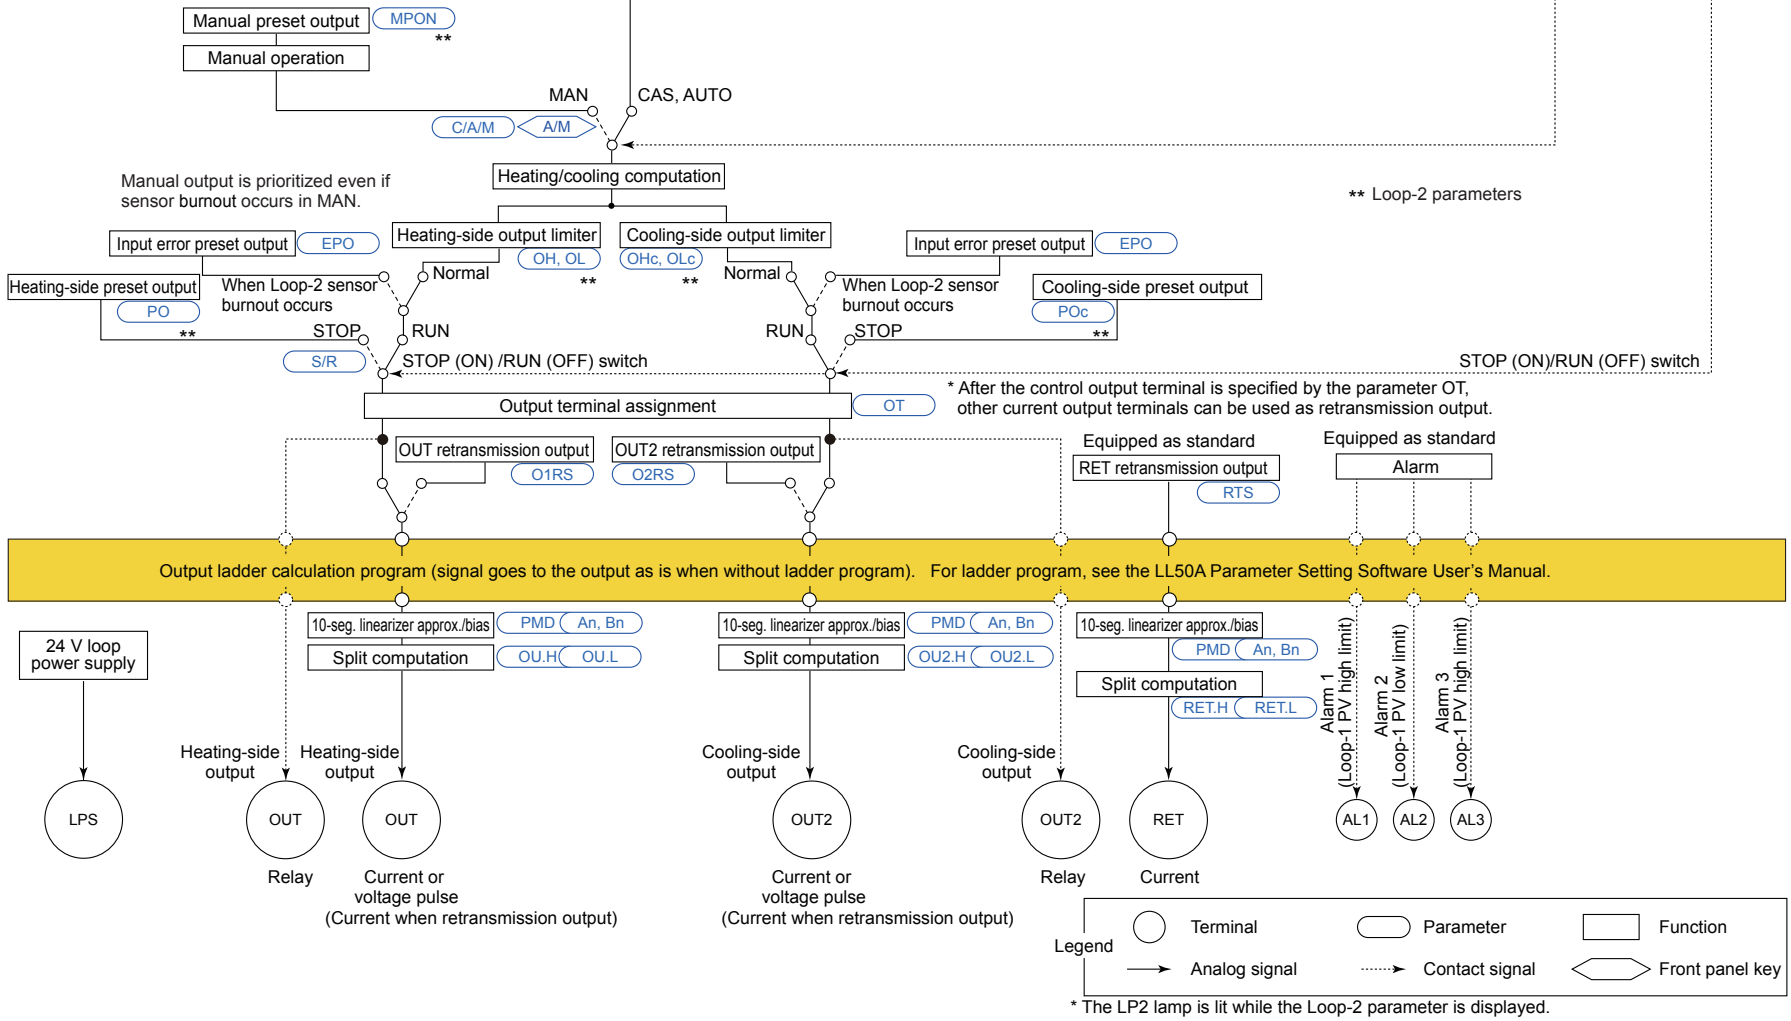 Manual preset output
MPON
**
Manual operation
MAN
CAS, AUTO
C/A/M
A/M
Heating/cooling computation
Manual output is prioritized even if
sensor burnout occurs in MAN.
** Loop-2 parameters
Input error preset output
EPO
Heating-side output limiter
OH, OL
**
Cooling-side output limiter
OHc, OLc
**
Input error preset output
EPO
Normal
Normal
When Loop-2 sensor
burnout occurs
When Loop-2 sensor
burnout occurs
Heating-side preset output
PO
**
Cooling-side preset output
POc
**
STOP
RUN
RUN
STOP
S/R
STOP (ON) /RUN (OFF) switch
STOP (ON)/RUN (OFF) switch
Output terminal assignment
OT
* After the control output terminal is specified by the parameter OT,
other current output terminals can be used as retransmission output.
OUT retransmission output
O1RS
OUT2 retransmission output
O2RS
Equipped as standard
RET retransmission output
RTS
Equipped as standard
Alarm
Output ladder calculation program (signal goes to the output as is when without ladder program). For ladder program, see the LL50A Parameter Setting Software User's Manual.
24 V loop
power supply
10-seg. linearizer approx./bias
PMD
An, Bn
Split computation
OU.H
OU.L
10-seg. linearizer approx./bias
PMD
An, Bn
Split computation
OU2.H
OU2.L
10-seg. linearizer approx./bias
PMD
An, Bn
Split computation
RET.H
RET.L
Alarm 1
(Loop-1 PV high limit)
Alarm 2
(Loop-1 PV low limit)
Alarm 3
(Loop-1 PV high limit)
Heating-side
output
Heating-side
output
Cooling-side
output
Cooling-side
output
LPS
OUT
OUT
OUT2
OUT2
RET
AL1
AL2
AL3
Relay
Current or
voltage pulse
(Current when retransmission output)
Current or
voltage pulse
(Current when retransmission output)
Relay
Current
Legend
Terminal
Parameter
Function
Analog signal
Contact signal
Front panel key
* The LP2 lamp is lit while the Loop-2 parameter is displayed.